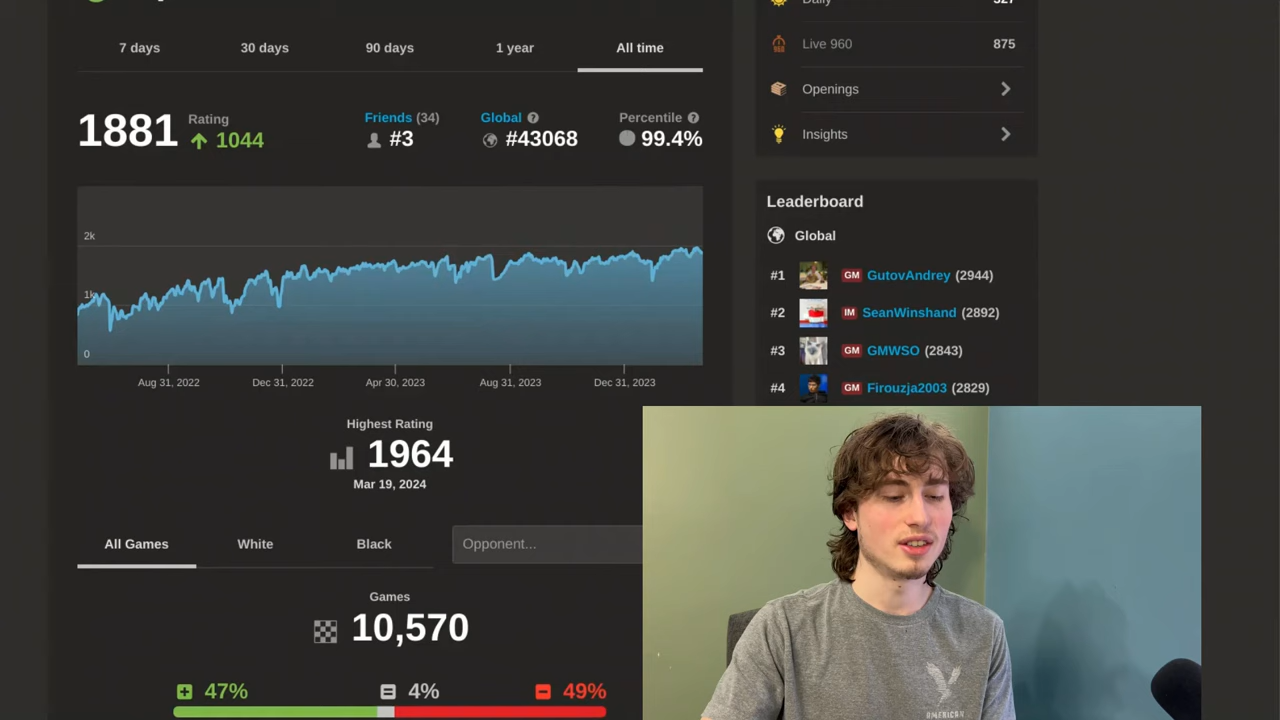 Daily 327
Live 960 875
7 days 30 days 90 days 1 year All time
Openings
1881 Rating 1044 Friends (34) #3 Global #43068 Percentile 99.4%
Insights
2k
1k
0
Aug 31, 2022 Dec 31, 2022 Apr 30, 2023 Aug 31, 2023 Dec 31, 2023
Leaderboard
Global
#1 GM GutovAndrey (2944)
#2 IM SeanWinshand (2892)
#3 GM GMWSO (2843)
#4 GM Firouzja2003 (2829)
Highest Rating
1964
Mar 19, 2024
All Games White Black Opponent...
Games
10,570
47% 4% 49%
AMERICAN